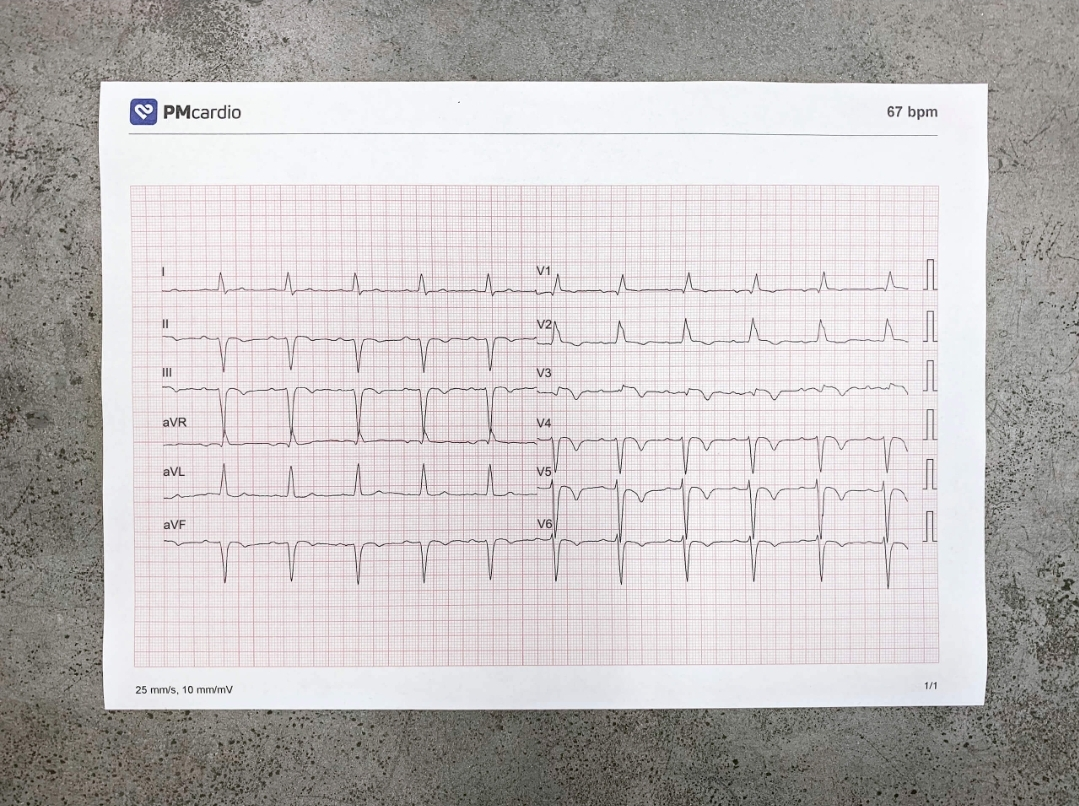 PMcardio
67 bpm
I
V1
II
V2
III
V3
aVR
V4
aVL
V5
aVF
V6
25 mm/s, 10 mm/mV
1/1